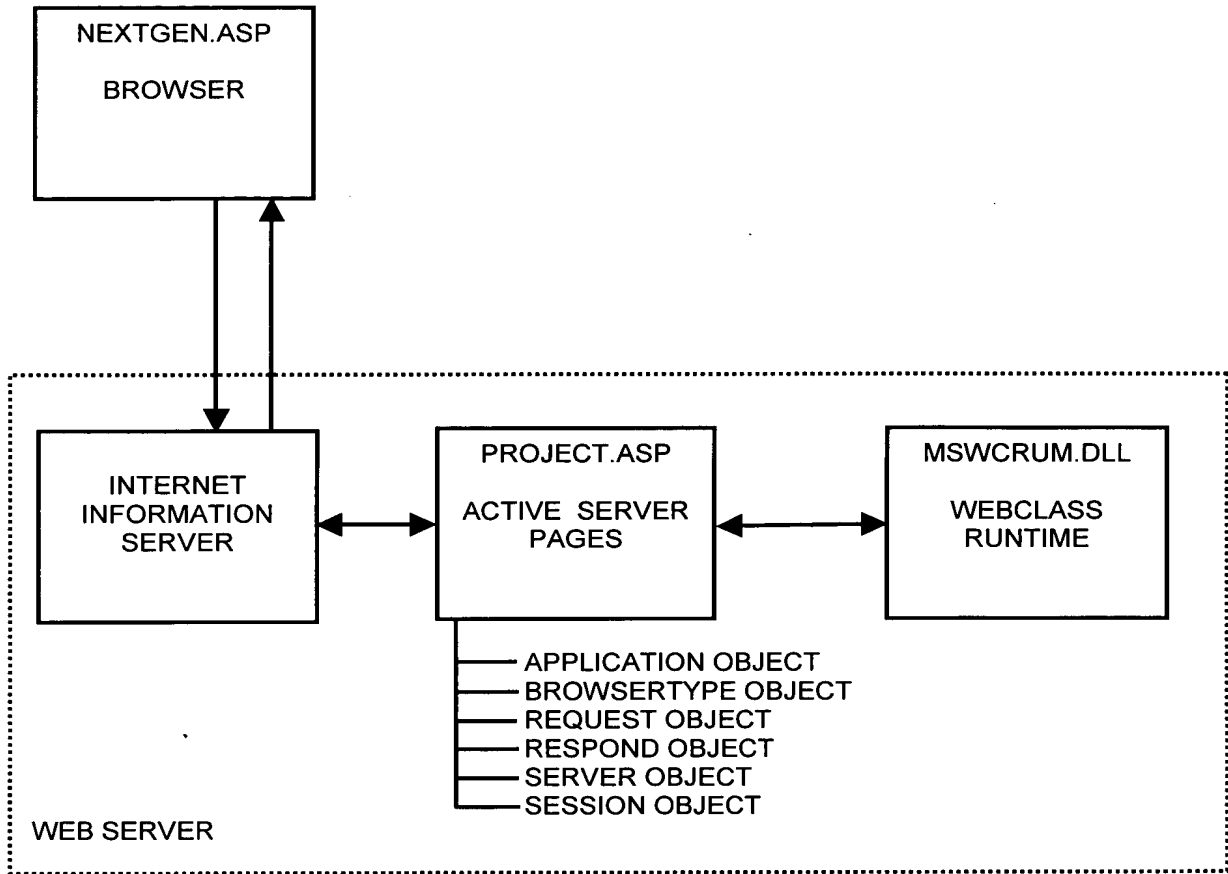 NEXTGEN.ASP
BROWSER
INTERNET
INFORMATION
SERVER
PROJECT.ASP
ACTIVE SERVER
PAGES
MSWCRUM.DLL
WEBCLASS
RUNTIME
APPLICATION OBJECT
BROWSERTYPE OBJECT
REQUEST OBJECT
RESPOND OBJECT
SERVER OBJECT
SESSION OBJECT
WEB SERVER